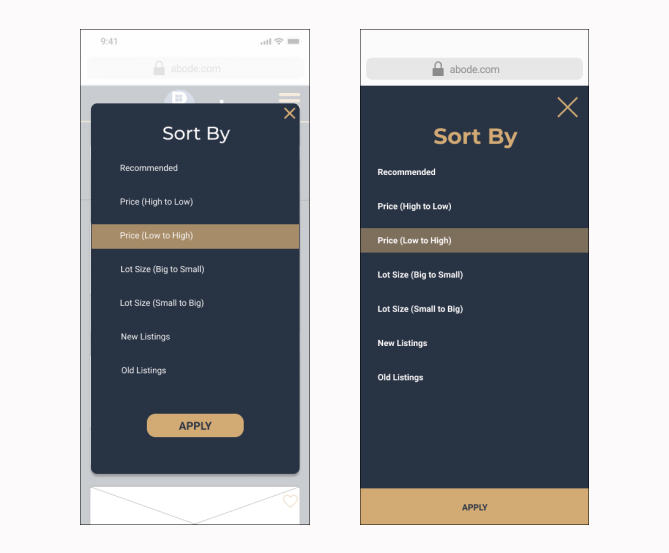 9:41
abode.com
Sort By
Recommended
Price (High to Low)
Price (Low to High)
Lot Size (Big to Small)
Lot Size (Small to Big)
New Listings
Old Listings
APPLY
abode.com
Sort By
Recommended
Price (High to Low)
Price (Low to High)
Lot Size (Big to Small)
Lot Size (Small to Big)
New Listings
Old Listings
APPLY